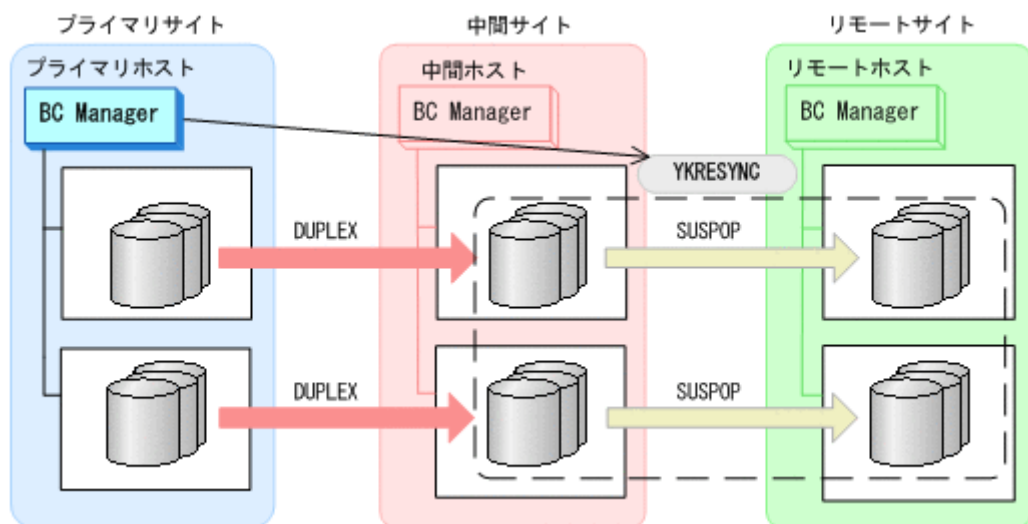 プライマリサイト
中間サイト
リモートサイト
プライマリホスト
中間ホスト
リモートホスト
BC Manager
BC Manager
BC Manager
YKRESYNC
DUPLEX
SUSPOP
DUPLEX
SUSPOP